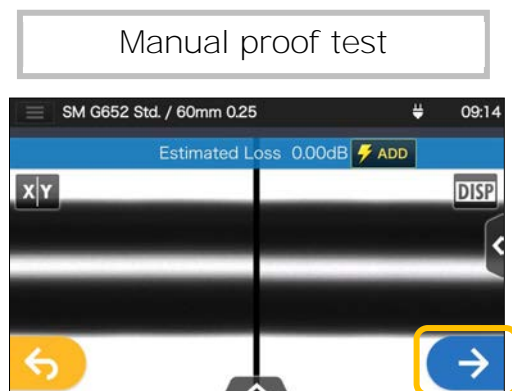 Manual proof test
SM G652 Std. / 60mm 0.25 09:14
Estimated Loss 0.00dB ADD
X|Y DISP